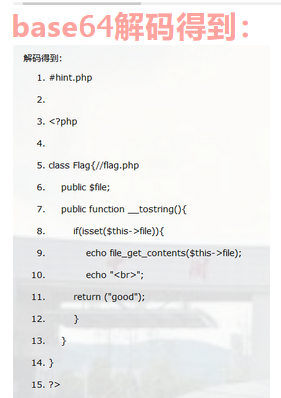 base64解码得到：
解码得到：
1. #hint.php
2.
3. <?php
4.
5. class Flag{//flag.php
6. public $file;
7. public function __tostring(){
8. if(isset($this->file)){
9. echo file_get_contents($this->file);
10. echo "<br>";
11. return ("good");
12. }
13. }
14. }
15. ?>